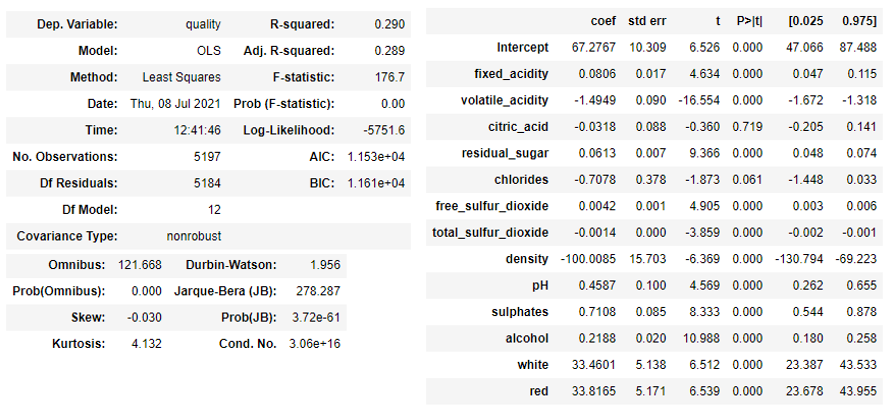 Dep. Variable: quality R-squared: 0.290
Model: OLS Adj. R-squared: 0.289
Method: Least Squares F-statistic: 176.7
Date: Thu, 08 Jul 2021 Prob (F-statistic): 0.00
Time: 12:41:46 Log-Likelihood: -5751.6
No. Observations: 5197 AIC: 1.153e+04
Df Residuals: 5184 BIC: 1.161e+04
Df Model: 12
Covariance Type: nonrobust
Omnibus: 121.668 Durbin-Watson: 1.956
Prob(Omnibus): 0.000 Jarque-Bera (JB): 278.287
Skew: -0.030 Prob(JB): 3.72e-61
Kurtosis: 4.132 Cond. No. 3.06e+16
coef std err t P>|t| [0.025 0.975]
Intercept 67.2767 10.309 6.526 0.000 47.066 87.488
fixed_acidity 0.0806 0.017 4.634 0.000 0.047 0.115
volatile_acidity -1.4949 0.090 -16.554 0.000 -1.672 -1.318
citric_acid -0.0318 0.088 -0.360 0.719 -0.205 0.141
residual_sugar 0.0613 0.007 9.366 0.000 0.048 0.074
chlorides -0.7078 0.378 -1.873 0.061 -1.448 0.033
free_sulfur_dioxide 0.0042 0.001 4.905 0.000 0.003 0.006
total_sulfur_dioxide -0.0014 0.000 -3.859 0.000 -0.002 -0.001
density -100.0085 15.703 -6.369 0.000 -130.794 -69.223
pH 0.4587 0.100 4.569 0.000 0.262 0.655
sulphates 0.7108 0.085 8.333 0.000 0.544 0.878
alcohol 0.2188 0.020 10.988 0.000 0.180 0.258
white 33.4601 5.138 6.512 0.000 23.387 43.533
red 33.8165 5.171 6.539 0.000 23.678 43.955